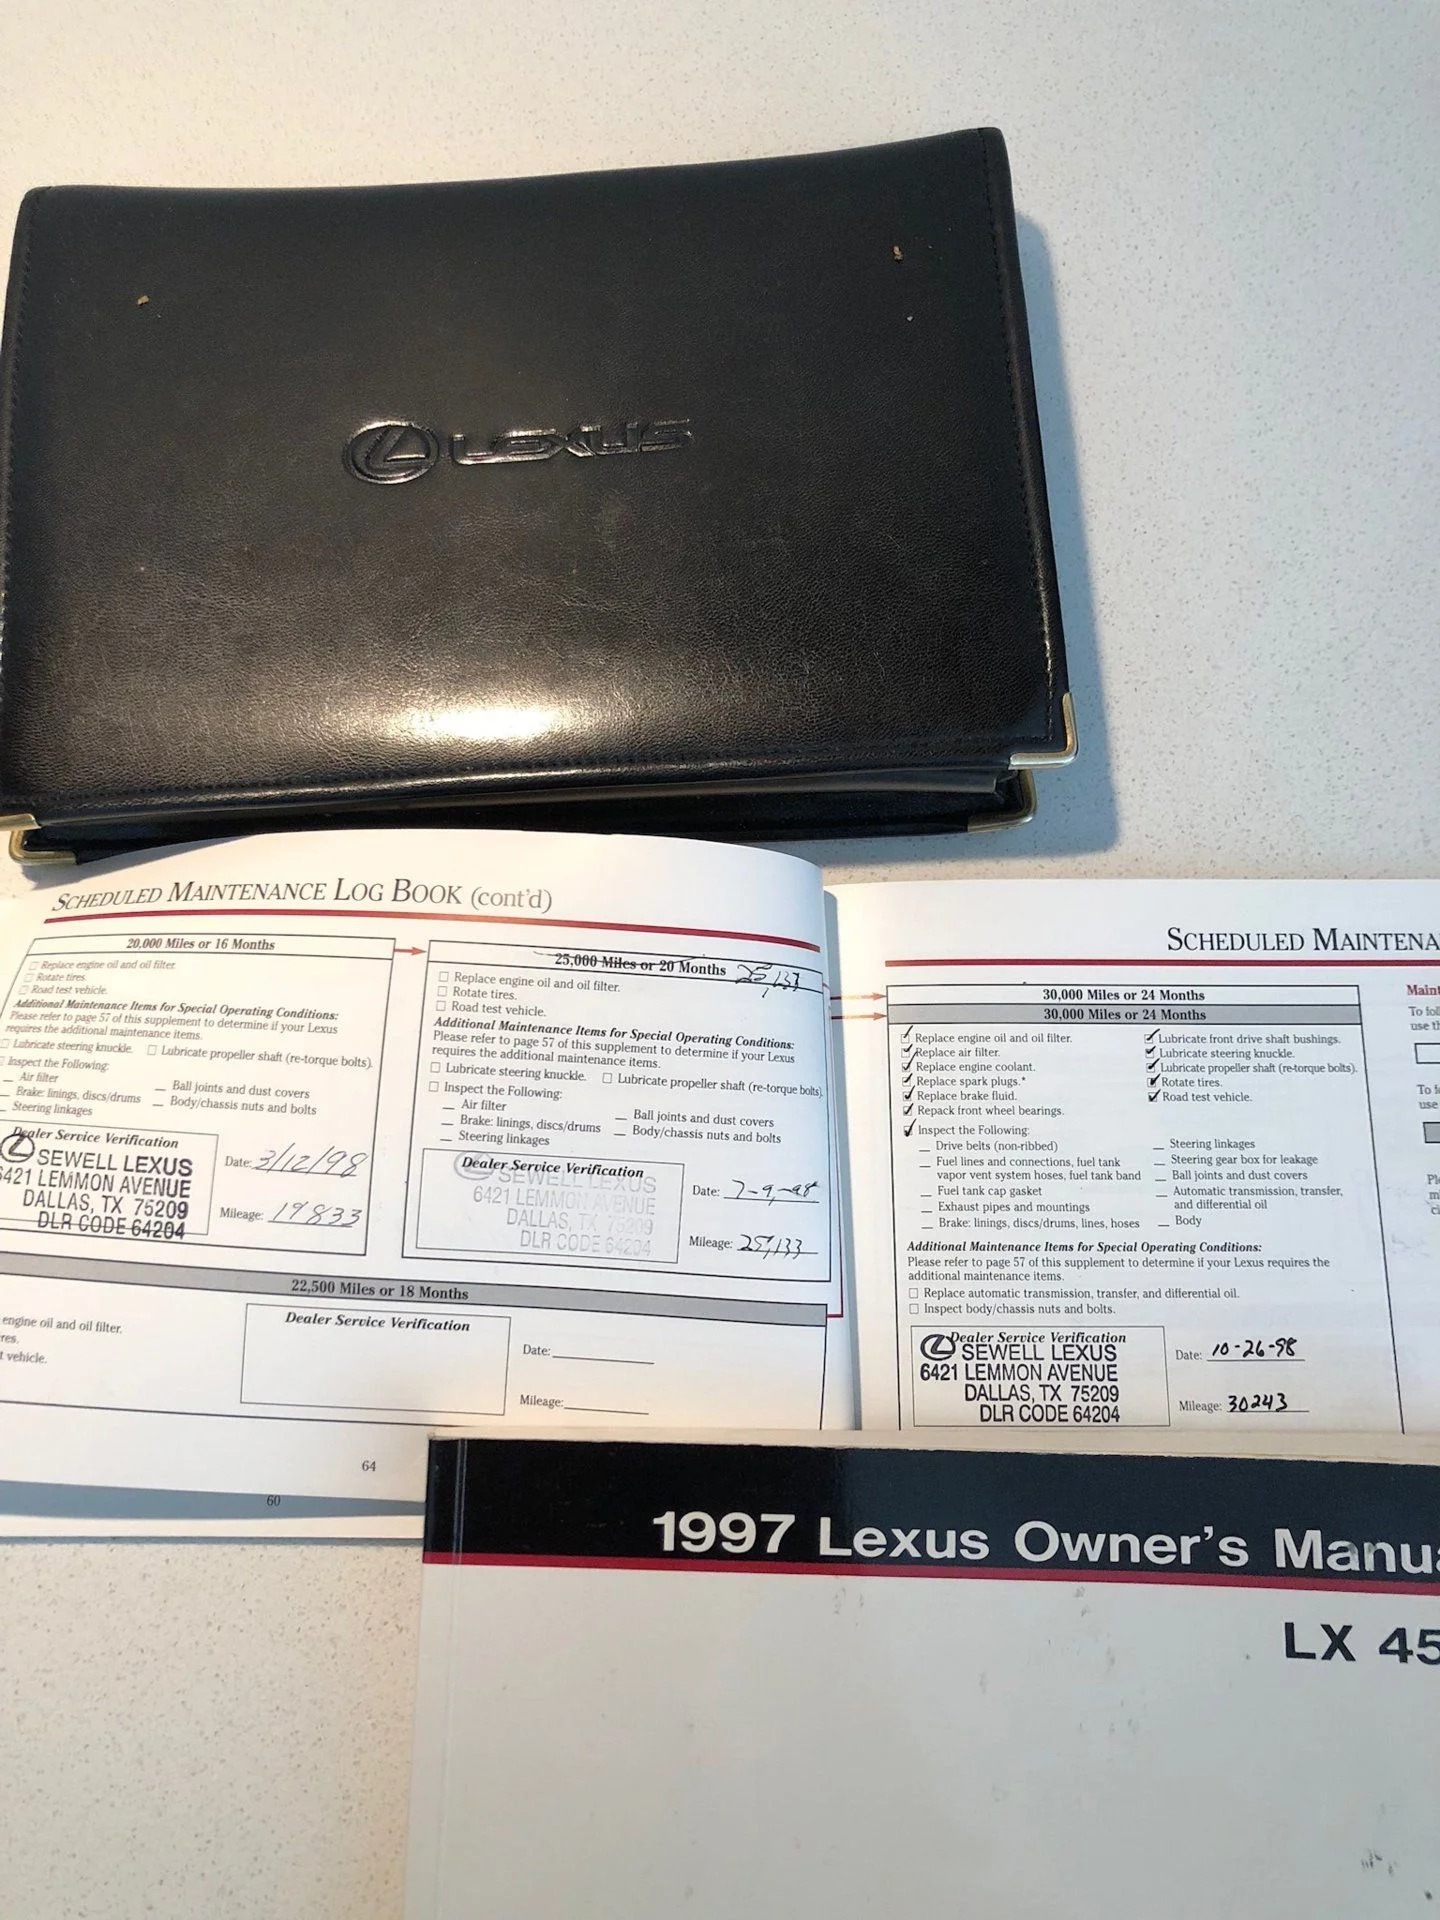 LEXUS
SCHEDULED MAINTENANCE LOG BOOK (cont'd)
20,000 Miles or 16 Months
Replace engine oil and oil filter.
Rotate tires.
Road test vehicle.
Additional Maintenance Items for Special Operating Conditions:
Please refer to page 57 of this supplement to determine if your Lexus
requires the additional maintenance items.
Lubricate steering knuckle. Lubricate propeller shaft (re-torque bolts).
Inspect the Following:
Air filter
Brake: linings, discs/drums
Steering linkages
Ball joints and dust covers
Body/chassis nuts and bolts
Dealer Service Verification
SEWELL LEXUS
6421 LEMMON AVENUE
DALLAS, TX 75209
DLR CODE 64204
Date: 3/12/98
Mileage: 19833
25,000 Miles or 20 Months 25,133
Replace engine oil and oil filter.
Rotate tires.
Road test vehicle.
Additional Maintenance Items for Special Operating Conditions:
Please refer to page 57 of this supplement to determine if your Lexus
requires the additional maintenance items.
Lubricate steering knuckle. Lubricate propeller shaft (re-torque bolts).
Inspect the Following:
Air filter
Brake: linings, discs/drums
Steering linkages
Ball joints and dust covers
Body/chassis nuts and bolts
Dealer Service Verification
SEWELL LEXUS
6421 LEMMON AVENUE
DALLAS, TX 75209
DLR CODE 64204
Date: 7-9-98
Mileage: 25,133
22,500 Miles or 18 Months
engine oil and oil filter.
res.
t vehicle.
Dealer Service Verification
Date:
Mileage:
64
60
SCHEDULED MAINTENA
30,000 Miles or 24 Months
30,000 Miles or 24 Months
Replace engine oil and oil filter.
Replace air filter.
Replace engine coolant.
Replace spark plugs.*
Replace brake fluid.
Repack front wheel bearings.
Lubricate front drive shaft bushings.
Lubricate steering knuckle.
Lubricate propeller shaft (re-torque bolts).
Rotate tires.
Road test vehicle.
Inspect the Following:
Drive belts (non-ribbed)
Fuel lines and connections, fuel tank
vapor vent system hoses, fuel tank band
Fuel tank cap gasket
Exhaust pipes and mountings
Brake: linings, discs/drums, lines, hoses
Steering linkages
Steering gear box for leakage
Ball joints and dust covers
Automatic transmission, transfer,
and differential oil
Body
Additional Maintenance Items for Special Operating Conditions:
Please refer to page 57 of this supplement to determine if your Lexus requires the
additional maintenance items.
Replace automatic transmission, transfer, and differential oil.
Inspect body/chassis nuts and bolts.
Dealer Service Verification
SEWELL LEXUS
6421 LEMMON AVENUE
DALLAS, TX 75209
DLR CODE 64204
Date: 10-26-98
Mileage: 30243
Maint
To fol
use th
To fo
use
Pl
m
ci
1997 Lexus Owner's Manua
LX 45